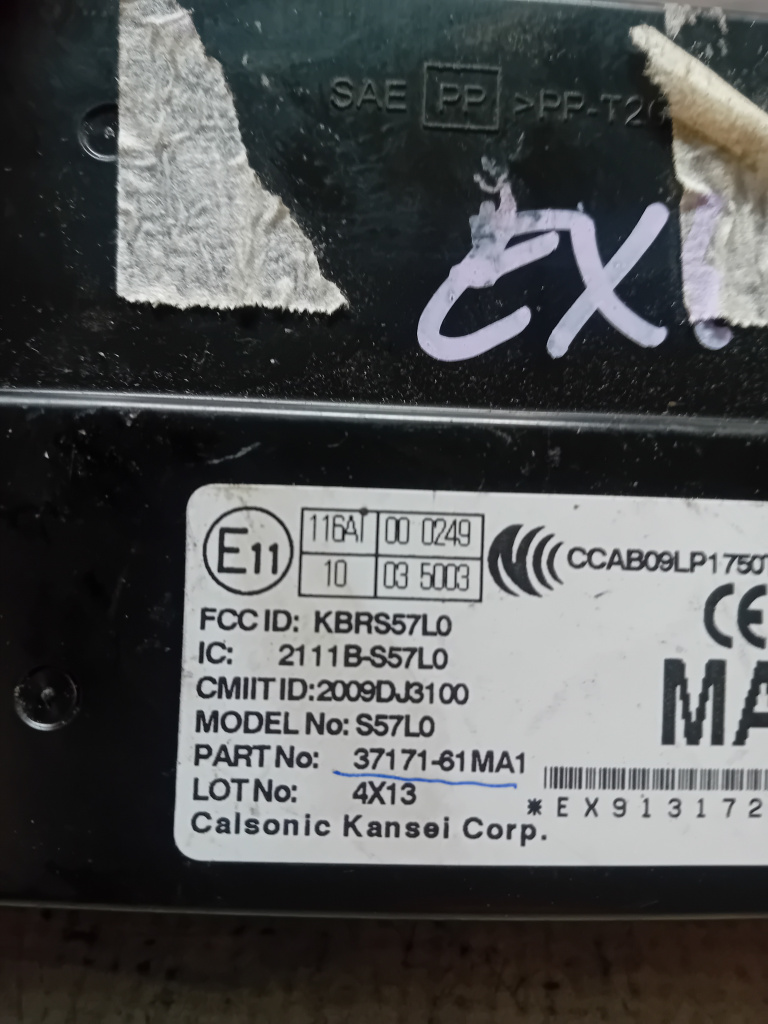 SAE PP >PP-T20
EX
E11
116AI 00 0249
10 03 5003
CCAB09LP1750
CE
FCC ID: KBRS57L0
IC: 2111B-S57L0
CMIIT ID:2009DJ3100
MODEL No: S57L0
MA
PART No: 37171-61MA1
LOT No: 4X13
*EX913172
Calsonic Kansei Corp.